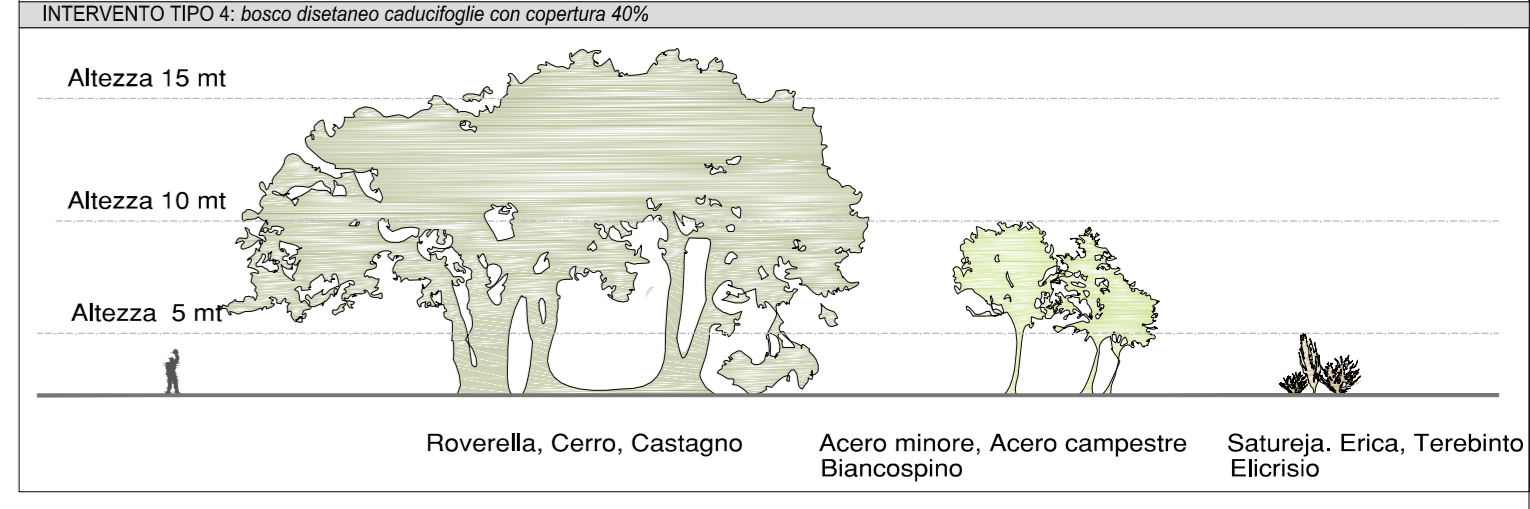 INTERVENTO TIPO 4: bosco disetaneo caducifoglie con copertura 40%
Altezza 15 mt
Altezza 10 mt
Altezza 5 mt
Roverella, Cerro, Castagno
Acero minore, Acero campestre
Biancospino
Satureja. Erica, Terebinto
Elicrisio